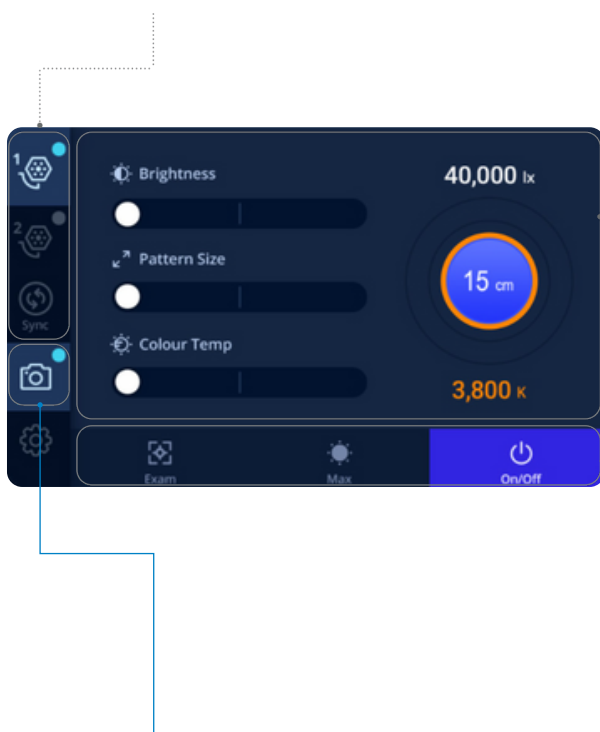 1
2
Sync
Brightness
Pattern Size
Colour Temp
40,000 lx
15 cm
3,800 K
Exam
Max
On/Off